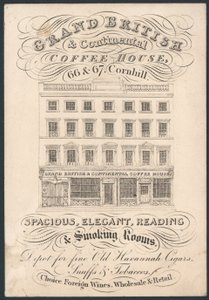 GRAND BRITISH
& Continental
COFFEE HOUSE,
66 & 67, Cornhill
GRAND BRITISH & CONTINENTAL COFFEE HOUSE
SPACIOUS, ELEGANT, READING
& Smoking Rooms,
Depot for fine Old Havannah Cigars,
Snuffs & Tobaccos,
Choice Foreign Wines, Wholesale & Retail